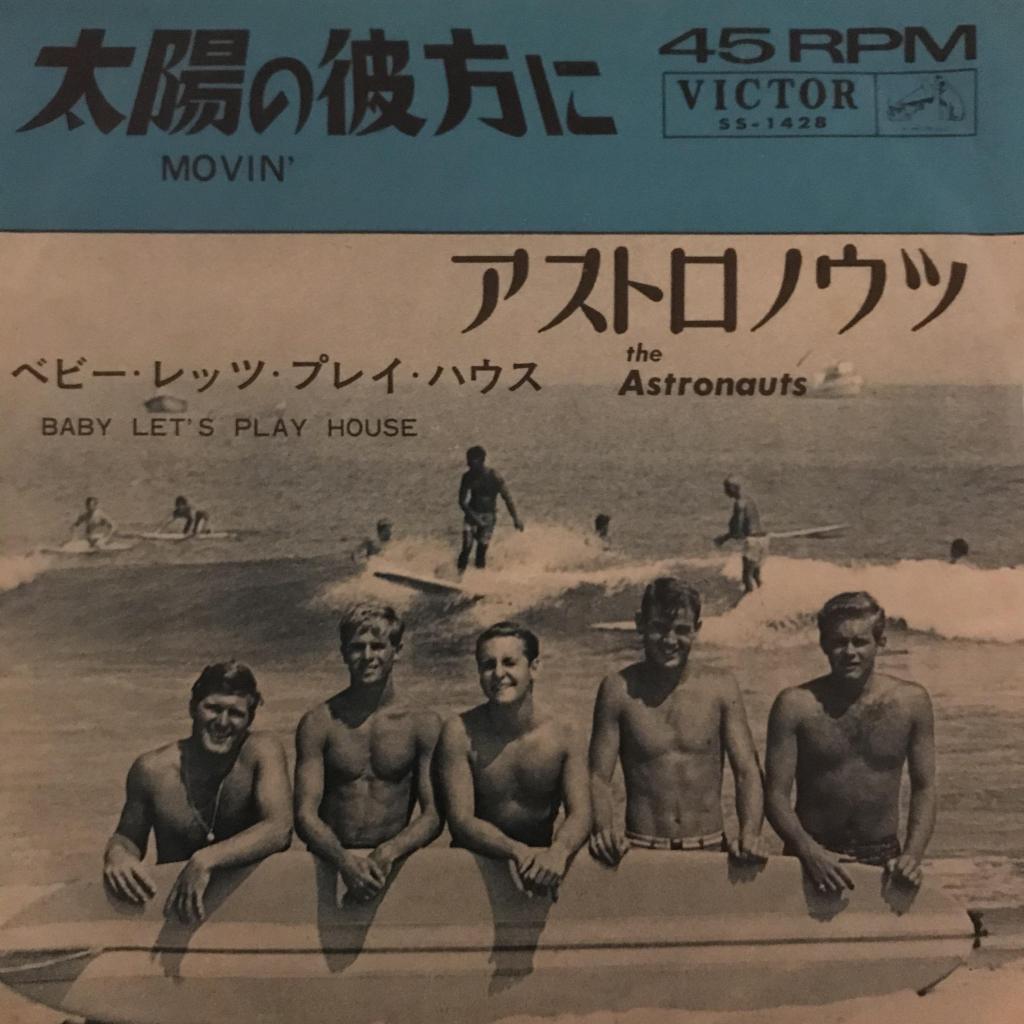 太陽の彼方に
MOVIN'
45 RPM
VICTOR
SS-1428
アストロノウツ
the
Astronauts
ベビー・レッツ・プレイ・ハウス
BABY LET'S PLAY HOUSE